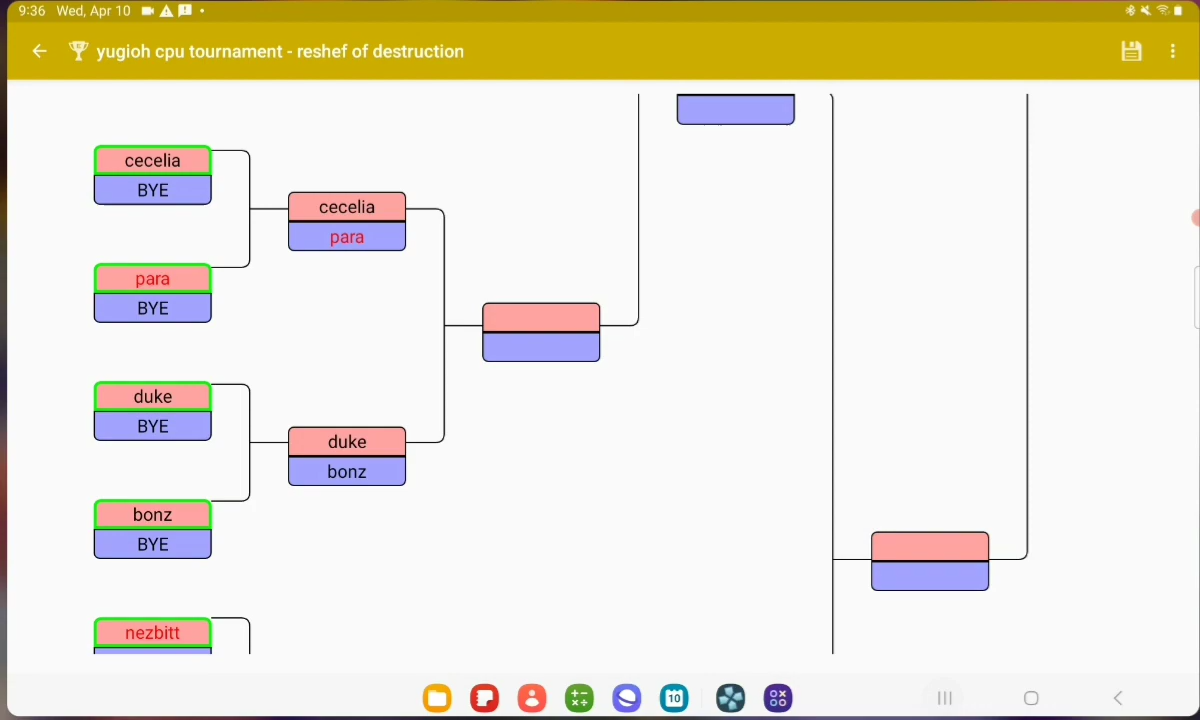 9:36 Wed, Apr 10
yugioh cpu tournament - reshef of destruction
cecelia
BYE
cecelia
para
para
BYE
duke
BYE
duke
bonz
bonz
BYE
nezbitt
10